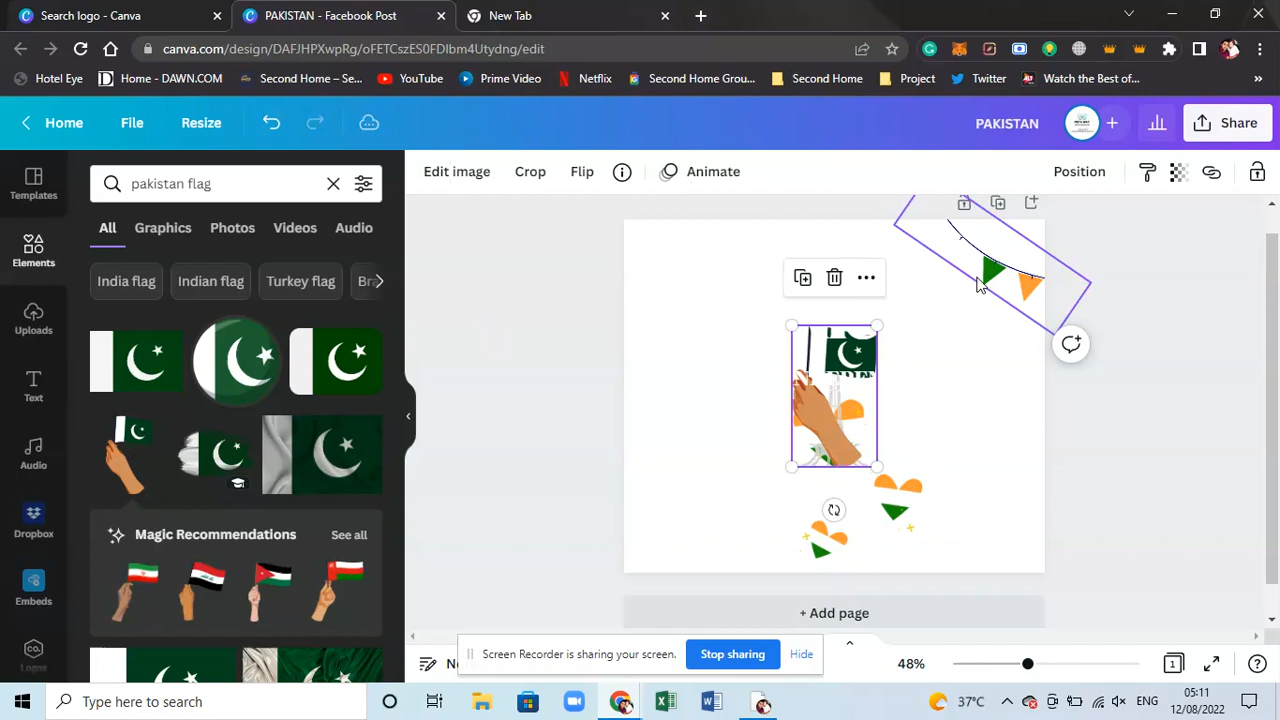 Search logo - Canva
PAKISTAN - Facebook Post
New Tab
canva.com/design/DAFJHPXwpRg/oFETCszES0FDIbm4Utydng/edit
Hotel Eye
Home - DAWN.COM
Second Home – Se...
YouTube
Prime Video
Netflix
Second Home Grou...
Second Home
Project
Twitter
Watch the Best of...
»
Home
File
Resize
PAKISTAN
Share
Templates
pakistan flag
Edit image
Crop
Flip
Animate
Position
All
Graphics
Photos
Videos
Audio
Elements
India flag
Indian flag
Turkey flag
Uploads
Text
Audio
Magic Recommendations
See all
Dropbox
Embeds
CO.
Logos
+ Add page
Screen Recorder is sharing your screen.
Stop sharing
Hide
48%
1
Type here to search
37°C
05:11
12/08/2022